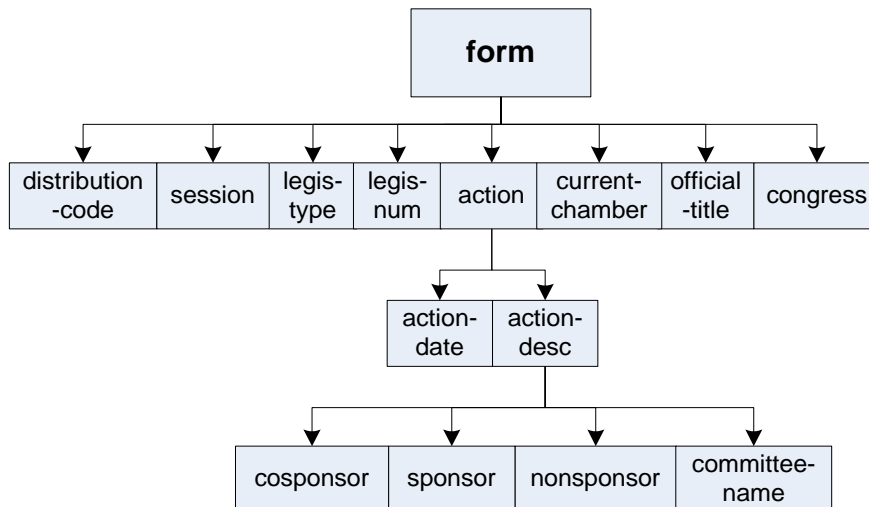 form
distribution
-code
session
legis-
type
legis-
num
action
current-
chamber
official
-title
congress
action-
date
action-
desc
cosponsor
sponsor
nonsponsor
committee-
name